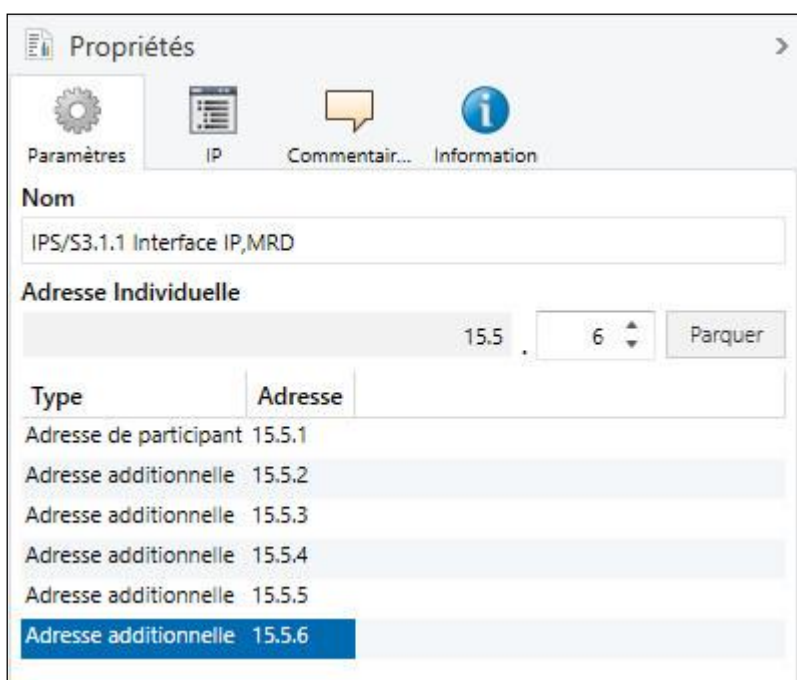 Propriétés
Paramètres IP Commentair... Information
Nom
IPS/S3.1.1 Interface IP,MRD
Adresse Individuelle
15.5 . 6 Parquer
Type Adresse
Adresse de participant 15.5.1
Adresse additionnelle 15.5.2
Adresse additionnelle 15.5.3
Adresse additionnelle 15.5.4
Adresse additionnelle 15.5.5
Adresse additionnelle 15.5.6